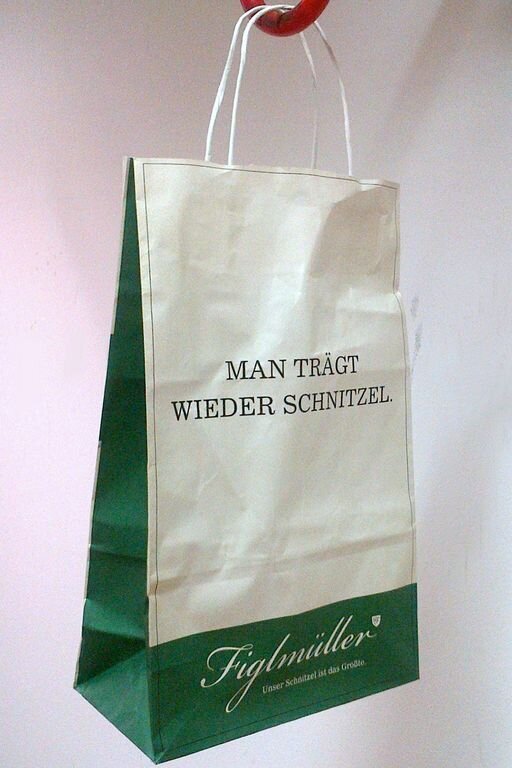 MAN TRÄGT
WIEDER SCHNITZEL.
Figlmüller
Unser Schnitzel ist das Größte.